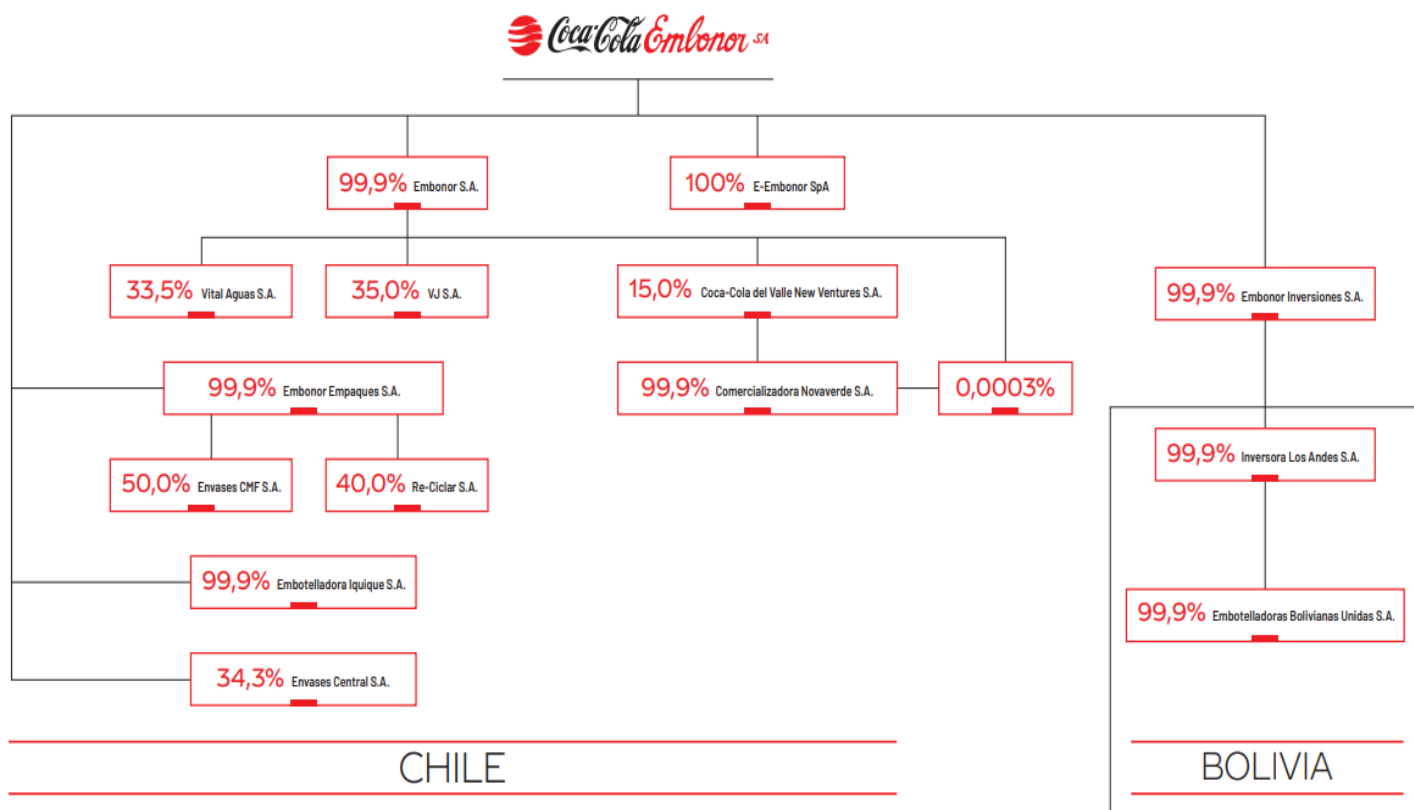 Coca-Cola Embonor SA
99,9% Embonor S.A.
100% E-Embonor SpA
33,5% Vital Aguas S.A.
35,0% VJ S.A.
15,0% Coca-Cola del Valle New Ventures S.A.
99,9% Embonor Inversiones S.A.
99,9% Embonor Empaques S.A.
99,9% Comercializadora Novaverde S.A.
0,0003%
99,9% Inversora Los Andes S.A.
50,0% Envases CMF S.A.
40,0% Re-Ciclar S.A.
99,9% Embotelladora Iquique S.A.
99,9% Embotelladoras Bolivianas Unidas S.A.
34,3% Envases Central S.A.
CHILE
BOLIVIA